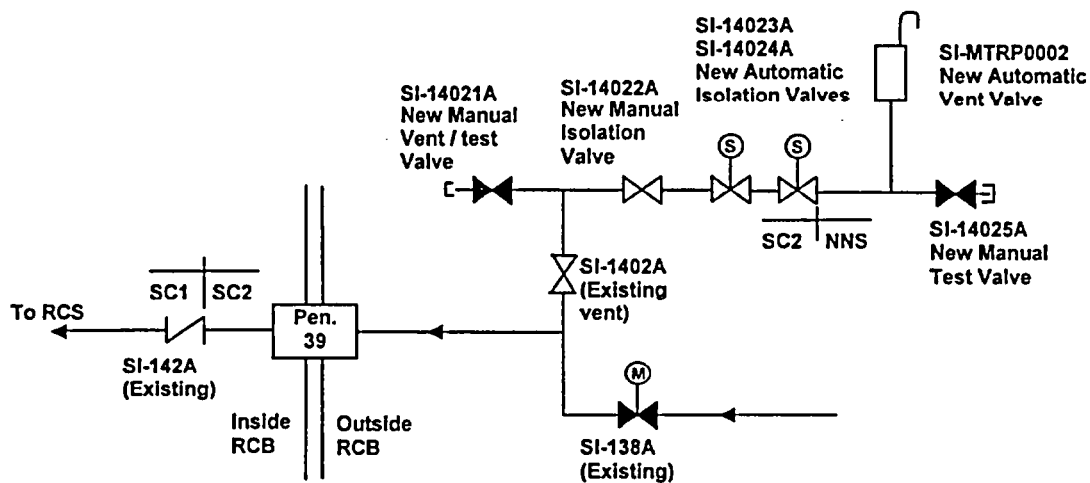 SI-14023A
SI-14024A
New Automatic
Isolation Valves
SI-MTRP0002
New Automatic
Vent Valve
SI-14021A
New Manual
Vent / test
Valve
SI-14022A
New Manual
Isolation
Valve
S
S
SC2
NNS
SI-14025A
New Manual
Test Valve
SI-1402A
(Existing
vent)
SC1
SC2
To RCS
Pen.
39
SI-142A
(Existing)
M
Inside
RCB
Outside
RCB
SI-138A
(Existing)